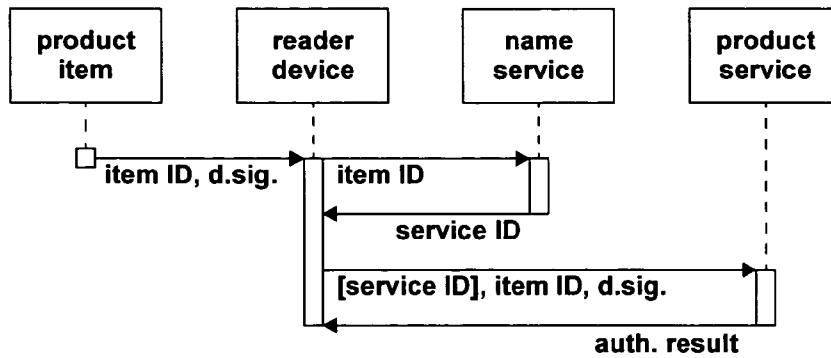 product
item
reader
device
name
service
product
service
item ID, d.sig.
item ID
service ID
[service ID], item ID, d.sig.
auth. result